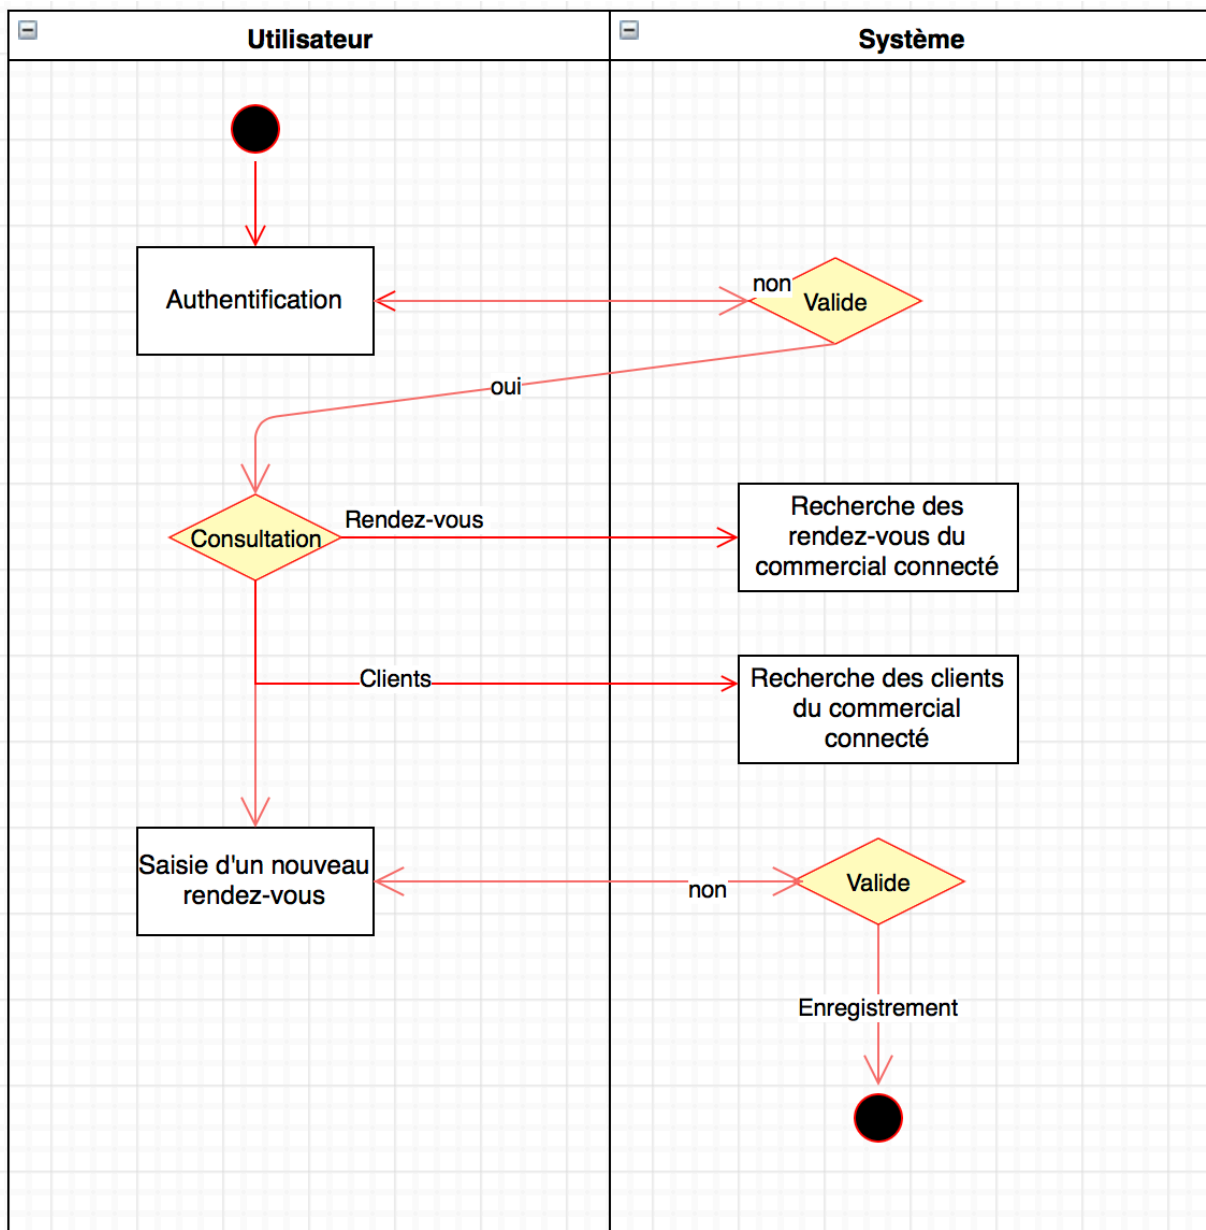 Utilisateur
Système
Authentification
non
Valide
oui
Consultation
Rendez-vous
Recherche des
rendez-vous du
commercial connecté
Clients
Recherche des clients
du commercial
connecté
Saisie d'un nouveau
rendez-vous
non
Valide
Enregistrement